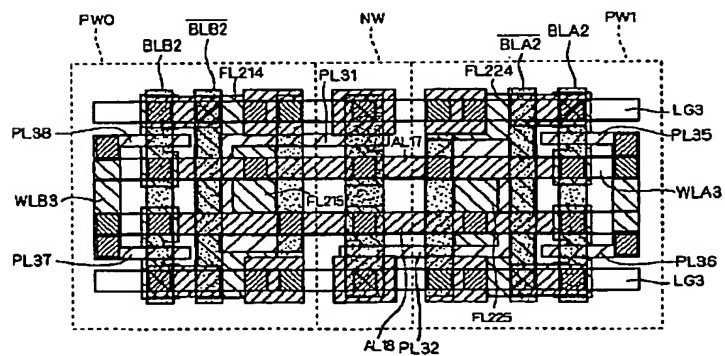 PW0
BLB2
BLB2
NW
BLA2
BLA2
PW1
FL214
PL31
FL224
LG3
PL38
AL17
PL35
WLB3
FL215
WLA3
PL37
PL36
LG3
FL225
AL18
PL32